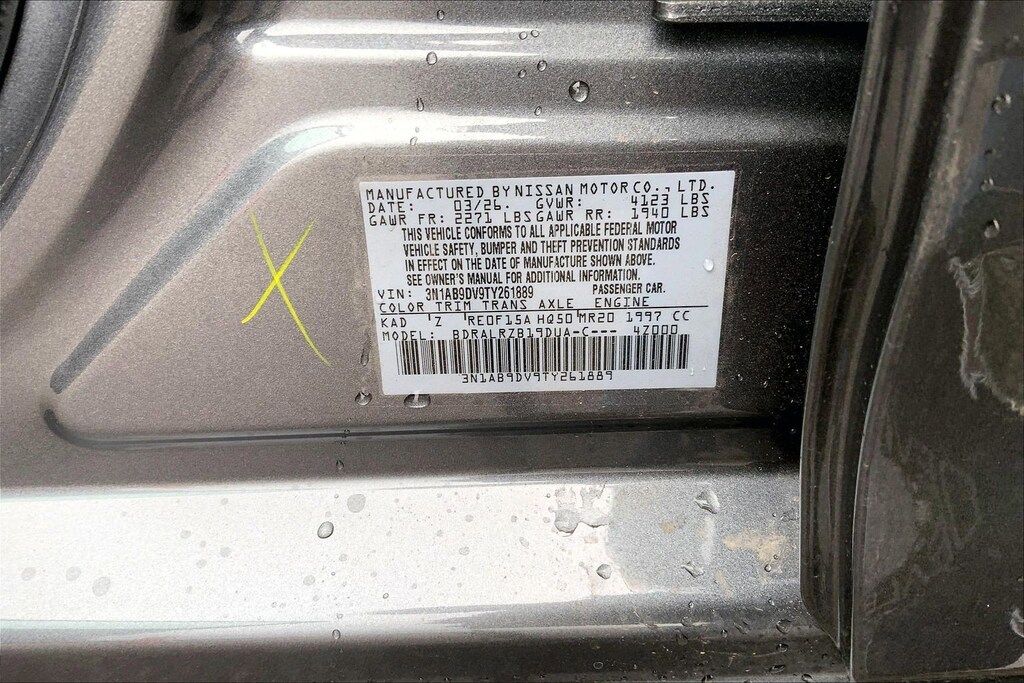 MANUFACTURED BY NISSAN MOTOR CO., LTD.
DATE: 03/26. GVWR: 4123 LBS
GAWR FR: 2271 LBS GAWR RR: 1940 LBS
THIS VEHICLE CONFORMS TO ALL APPLICABLE FEDERAL MOTOR
VEHICLE SAFETY, BUMPER AND THEFT PREVENTION STANDARDS
IN EFFECT ON THE DATE OF MANUFACTURE SHOWN ABOVE.
SEE OWNER'S MANUAL FOR ADDITIONAL INFORMATION.
VIN: 3N1AB9DV9TY261889 PASSENGER CAR.
COLOR TRIM TRANS AXLE ENGINE
KAD Z RE0F15A HQ50 MR20 1997 CC
MODEL: BDRALRZB19DUA-C--- 4Z000
3N1AB9DV9TY261889